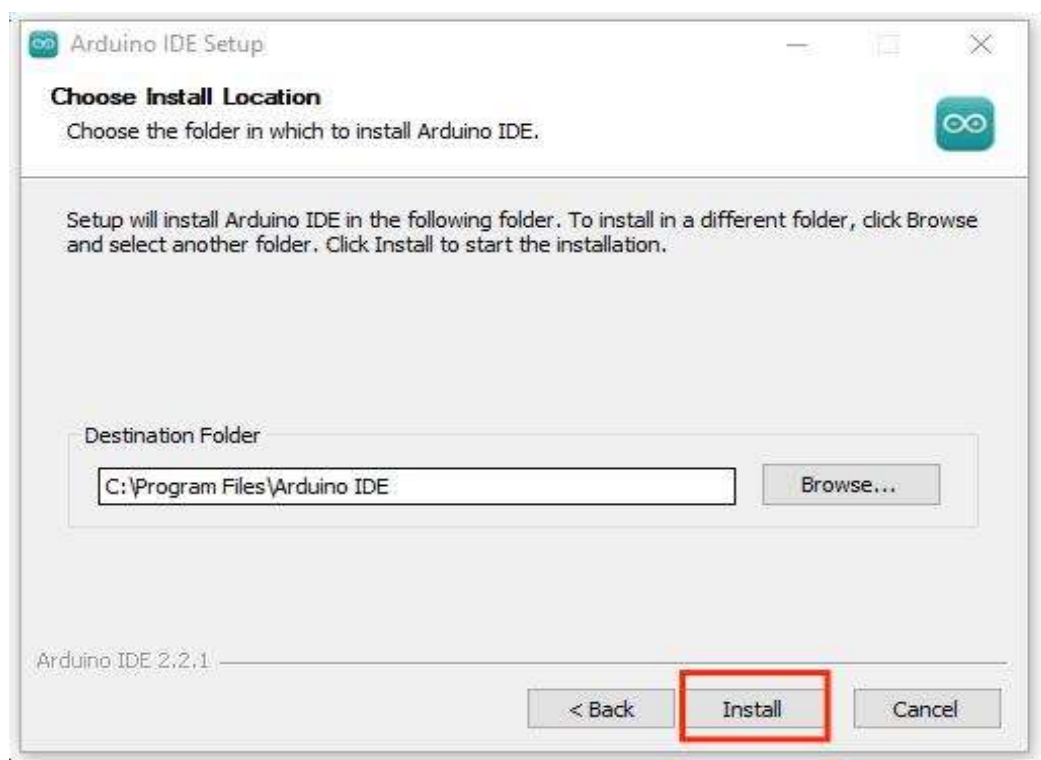 Arduino IDE Setup
Choose Install Location
Choose the folder in which to install Arduino IDE.
Setup will install Arduino IDE in the following folder. To install in a different folder, click Browse
and select another folder. Click Install to start the installation.
Destination Folder
C:\Program Files\Arduino IDE
Browse...
Arduino IDE 2.2.1
< Back
Install
Cancel